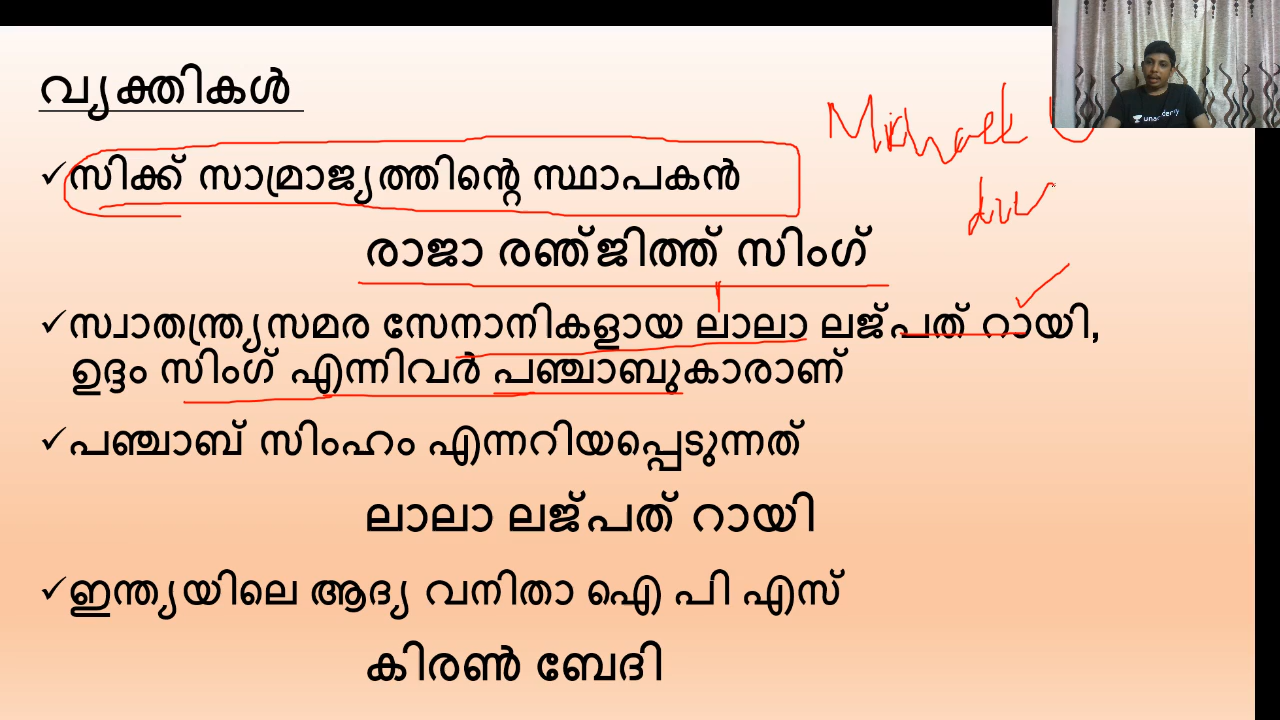 വ്യക്തികൾ
✓സിക്ക് സാമ്രാജ്യത്തിന്റെ സ്ഥാപകൻ
രാജാ രഞ്ജിത്ത് സിംഗ്
✓സ്വാതന്ത്ര്യസമര സേനാനികളായ ലാലാ ലജ്പത് റായി,
ഉദ്ദം സിംഗ് എന്നിവർ പഞ്ചാബുകാരാണ്
✓പഞ്ചാബ് സിംഹം എന്നറിയപ്പെടുന്നത്
ലാലാ ലജ്പത് റായി
✓ഇന്ത്യയിലെ ആദ്യ വനിതാ ഐ പി എസ്
കിരൺ ബേദി
Michael